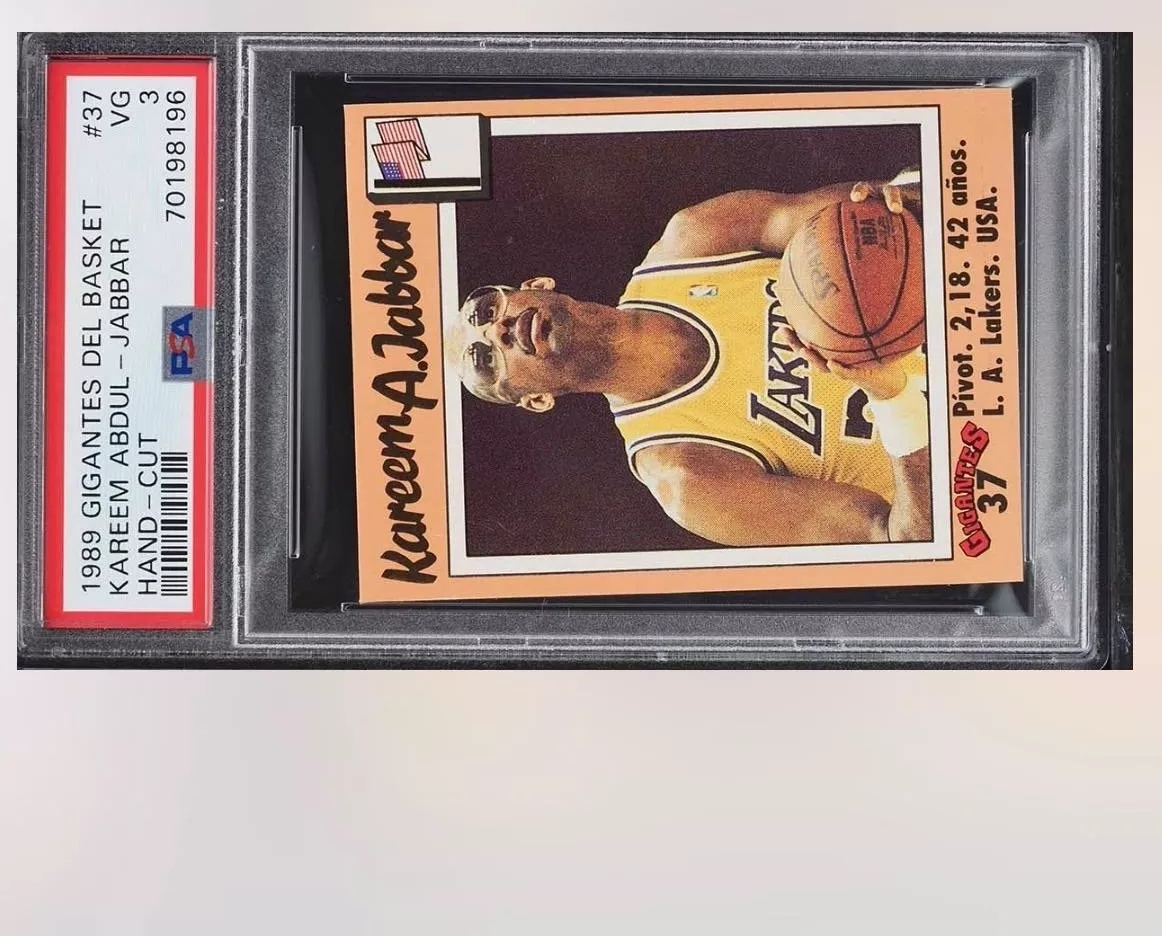 1989 GIGANTES DEL BASKET #37
KAREEM ABDUL-JABBAR VG
HAND-CUT 3
70198196
PSA
Kareem A. Jabbar
LAKERS
SPALDING
NBA
GIGANTES
37
Pívot. 2,18. 42 años.
L. A. Lakers. USA.